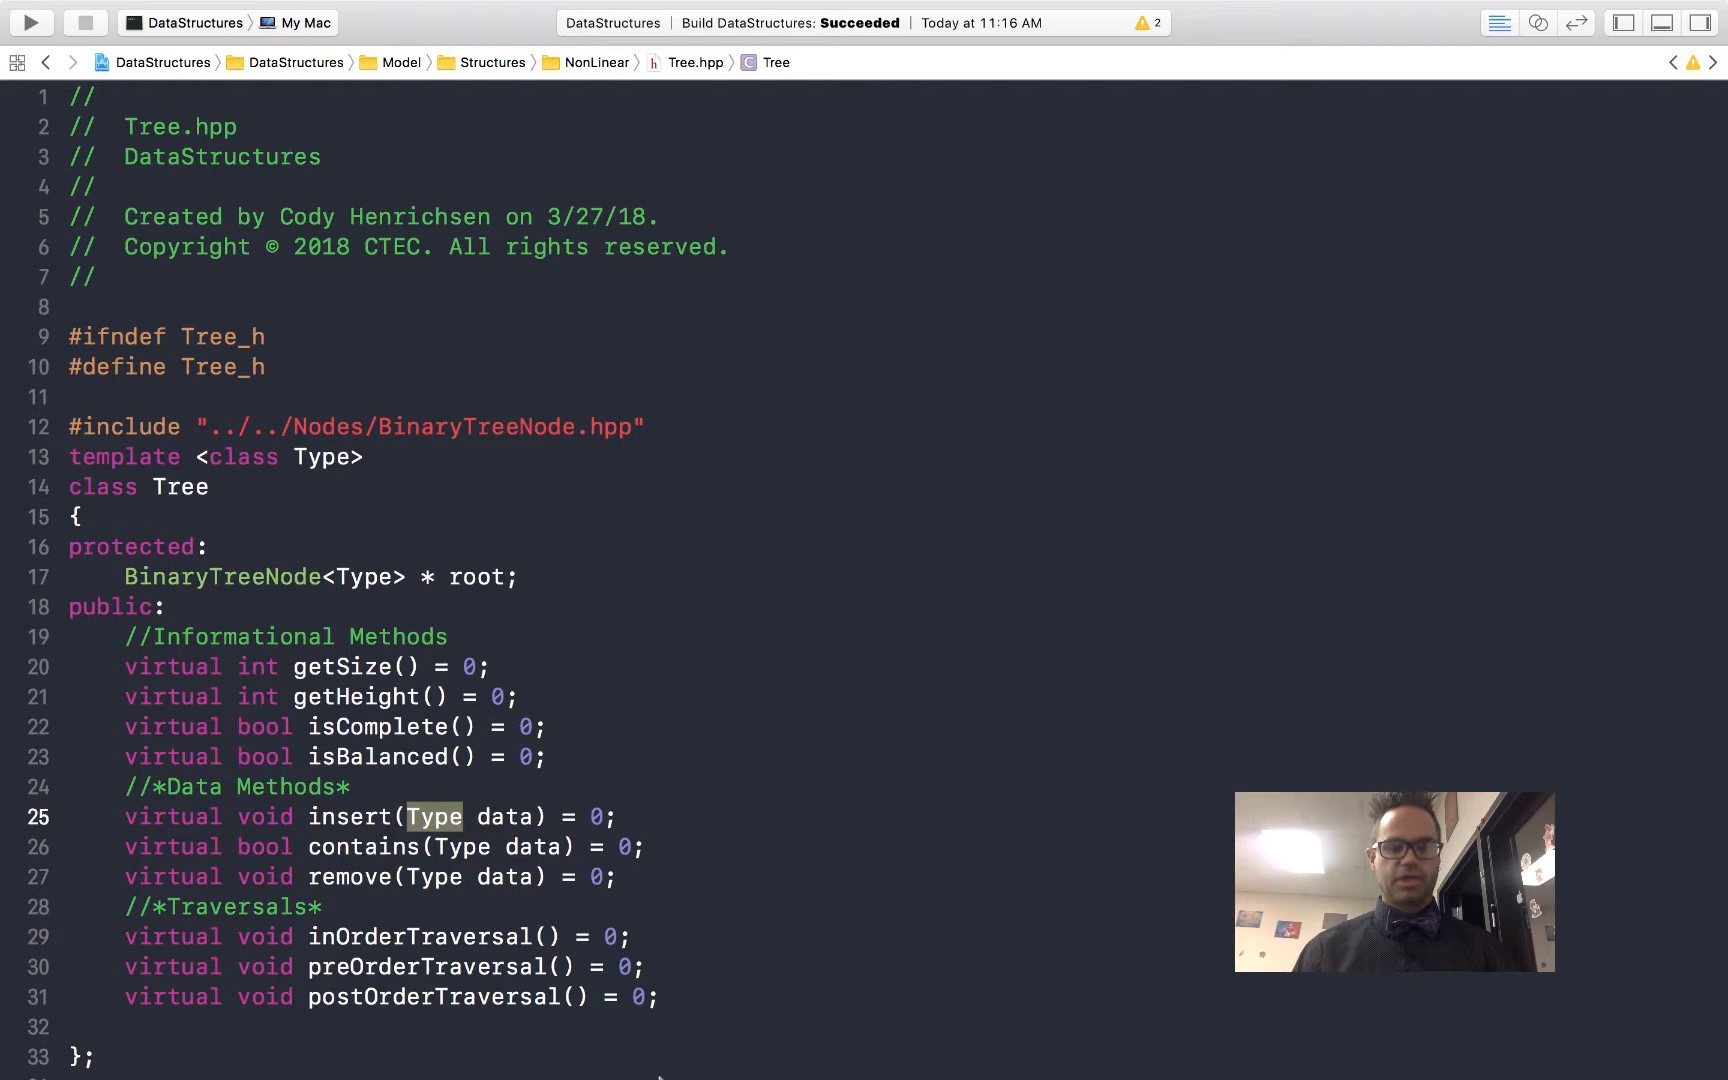 DataStructures My Mac DataStructures | Build DataStructures: Succeeded | Today at 11:16 AM 2
DataStructures DataStructures Model Structures NonLinear h Tree.hpp C Tree
1 //
2 //  Tree.hpp
3 //  DataStructures
4 //
5 //  Created by Cody Henrichsen on 3/27/18.
6 //  Copyright © 2018 CTEC. All rights reserved.
7 //
8
9 #ifndef Tree_h
10 #define Tree_h
11
12 #include "../../Nodes/BinaryTreeNode.hpp"
13 template <class Type>
14 class Tree
15 {
16 protected:
17     BinaryTreeNode<Type> * root;
18 public:
19     //Informational Methods
20     virtual int getSize() = 0;
21     virtual int getHeight() = 0;
22     virtual bool isComplete() = 0;
23     virtual bool isBalanced() = 0;
24     //*Data Methods*
25     virtual void insert(Type data) = 0;
26     virtual bool contains(Type data) = 0;
27     virtual void remove(Type data) = 0;
28     //*Traversals*
29     virtual void inOrderTraversal() = 0;
30     virtual void preOrderTraversal() = 0;
31     virtual void postOrderTraversal() = 0;
32
33 };